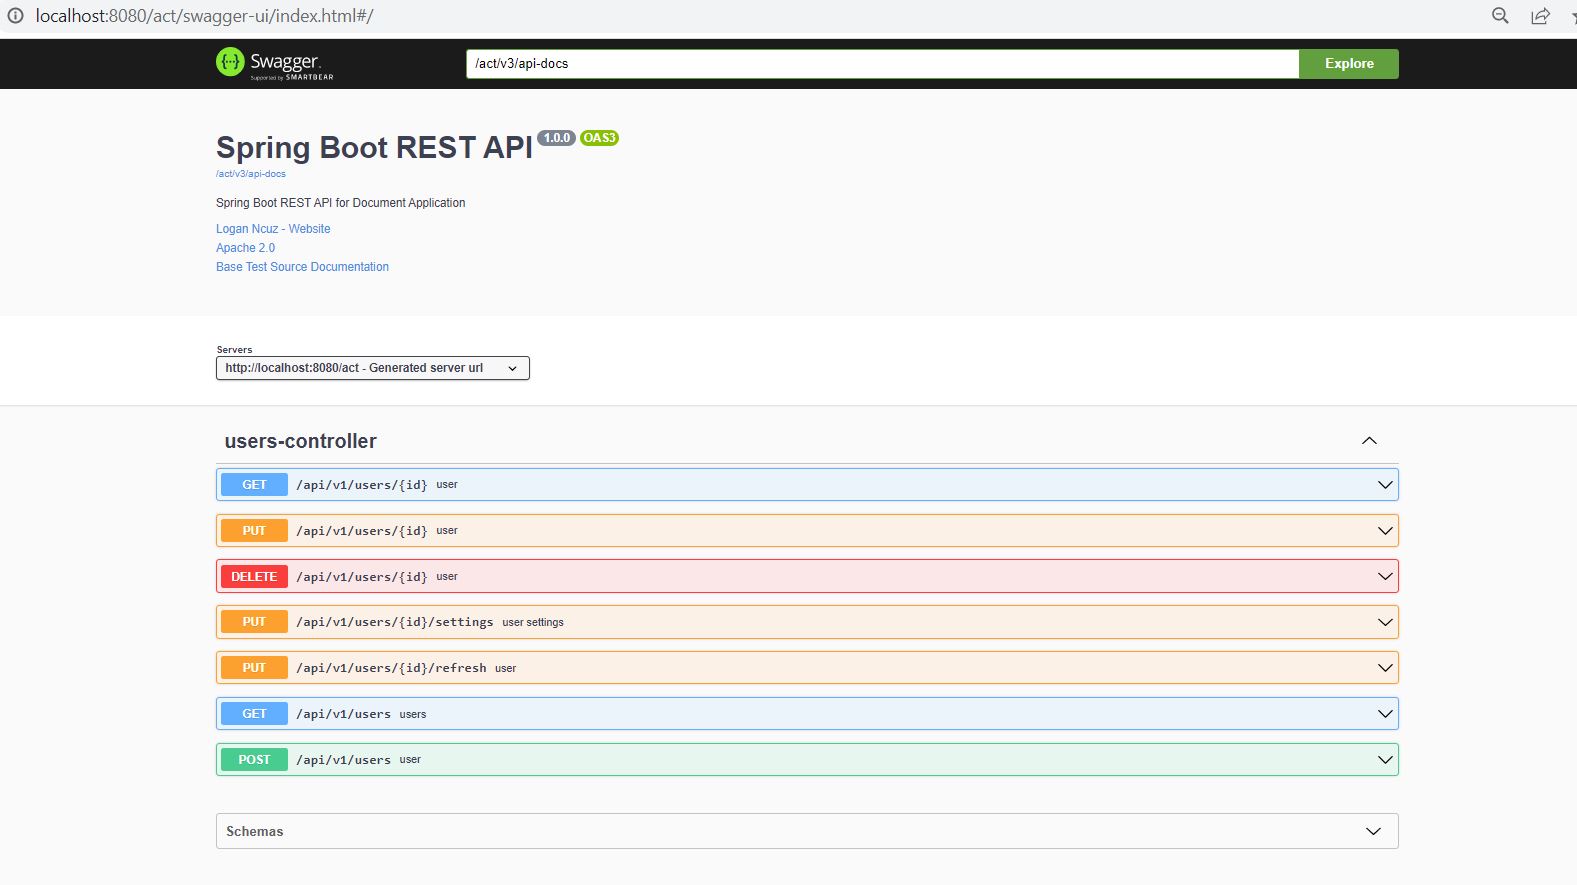 localhost:8080/act/swagger-ui/index.html#/
Swagger.
Supported by SMARTBEAR
/act/v3/api-docs
Explore
Spring Boot REST API 1.0.0 OAS3
/act/v3/api-docs
Spring Boot REST API for Document Application
Logan Ncuz - Website
Apache 2.0
Base Test Source Documentation
Servers
http://localhost:8080/act - Generated server url
users-controller
GET /api/v1/users/{id} user
PUT /api/v1/users/{id} user
DELETE /api/v1/users/{id} user
PUT /api/v1/users/{id}/settings user settings
PUT /api/v1/users/{id}/refresh user
GET /api/v1/users users
POST /api/v1/users user
Schemas